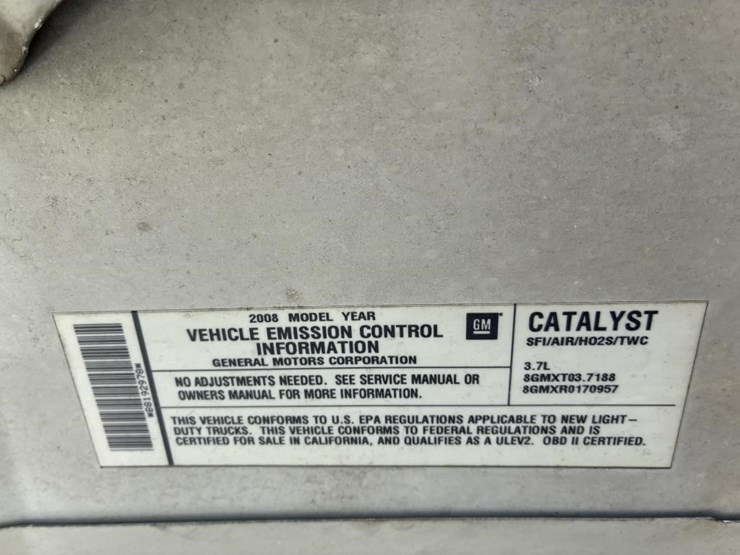 *88192978*
2008 MODEL YEAR
VEHICLE EMISSION CONTROL
INFORMATION
GENERAL MOTORS CORPORATION
GM
NO ADJUSTMENTS NEEDED. SEE SERVICE MANUAL OR
OWNERS MANUAL FOR MORE INFORMATION.
CATALYST
SFI/AIR/HO2S/TWC
3.7L
8GMXT03.7188
8GMXR0170957
THIS VEHICLE CONFORMS TO U.S. EPA REGULATIONS APPLICABLE TO NEW LIGHT-
DUTY TRUCKS. THIS VEHICLE CONFORMS TO FEDERAL REGULATIONS AND IS
CERTIFIED FOR SALE IN CALIFORNIA, AND QUALIFIES AS A ULEV2. OBD II CERTIFIED.